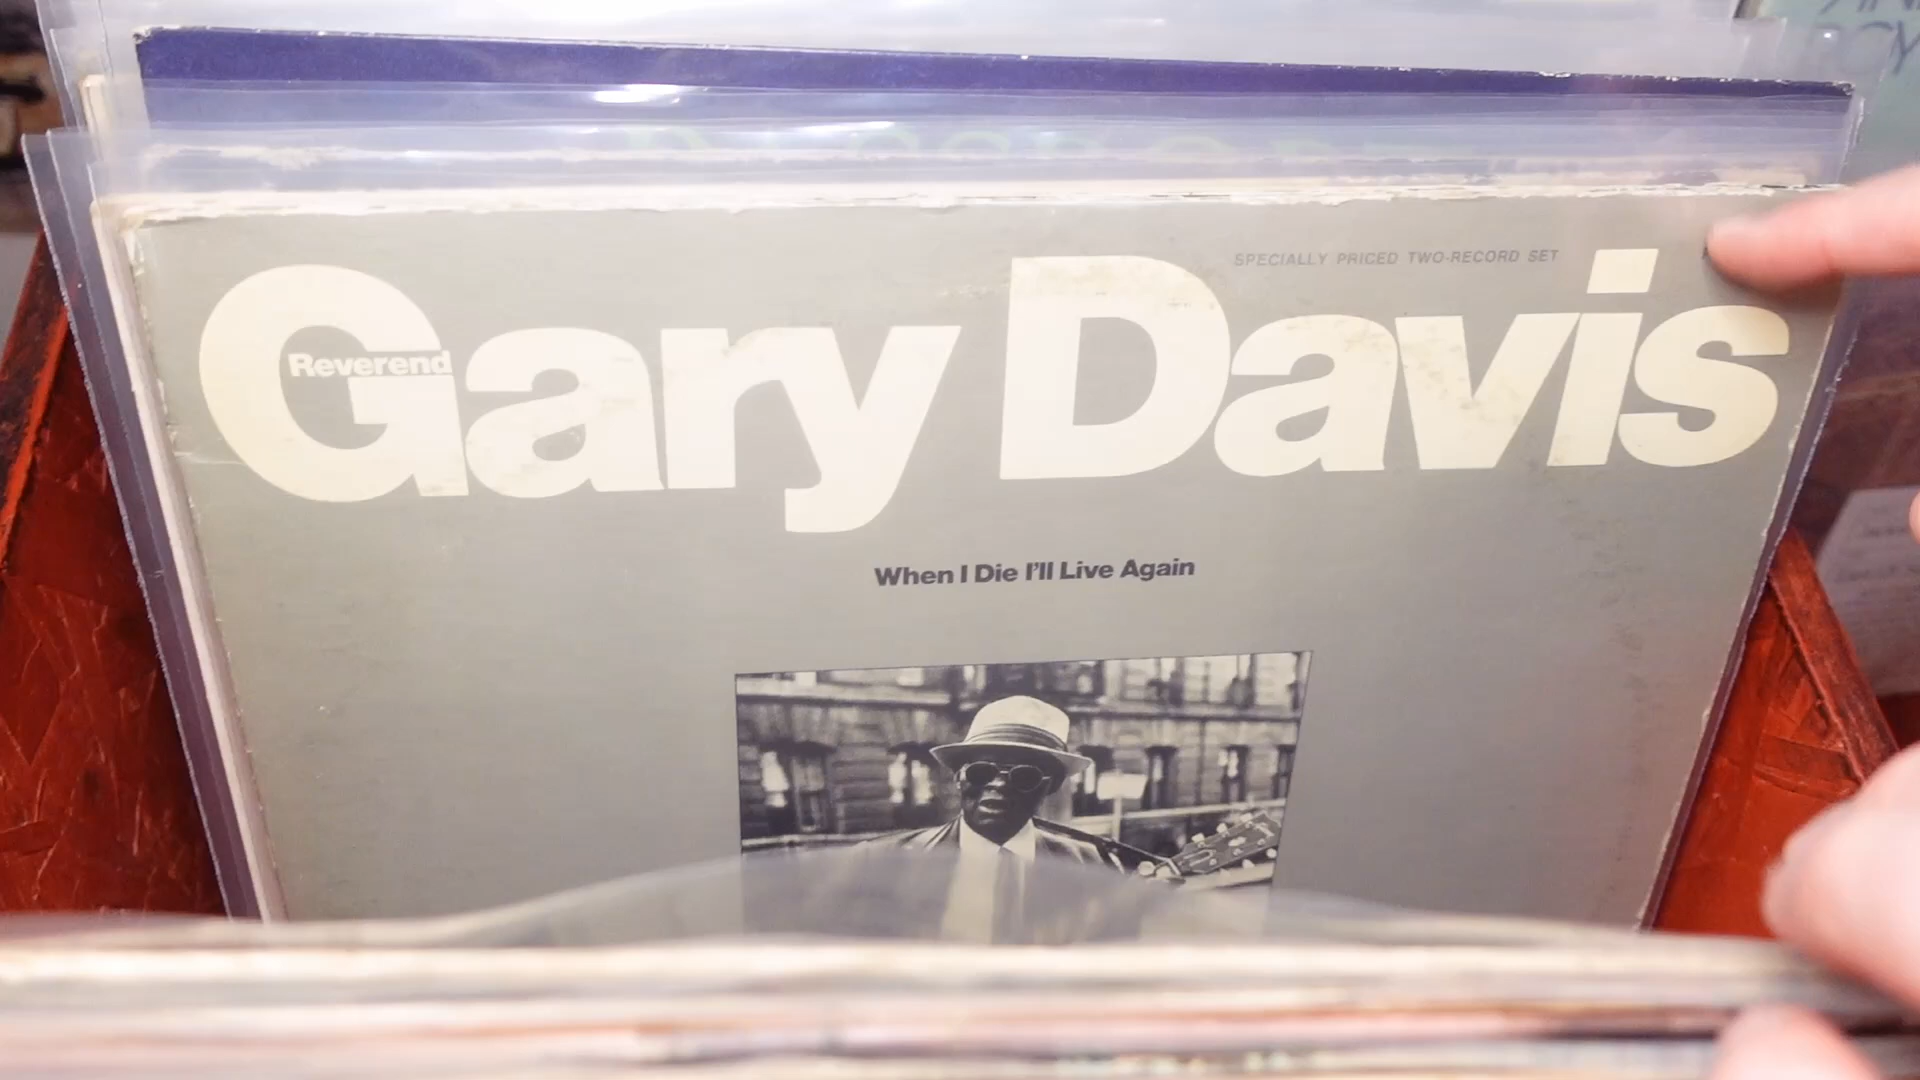 SPECIALLY PRICED TWO-RECORD SET
Reverend
Gary Davis
When I Die I'll Live Again